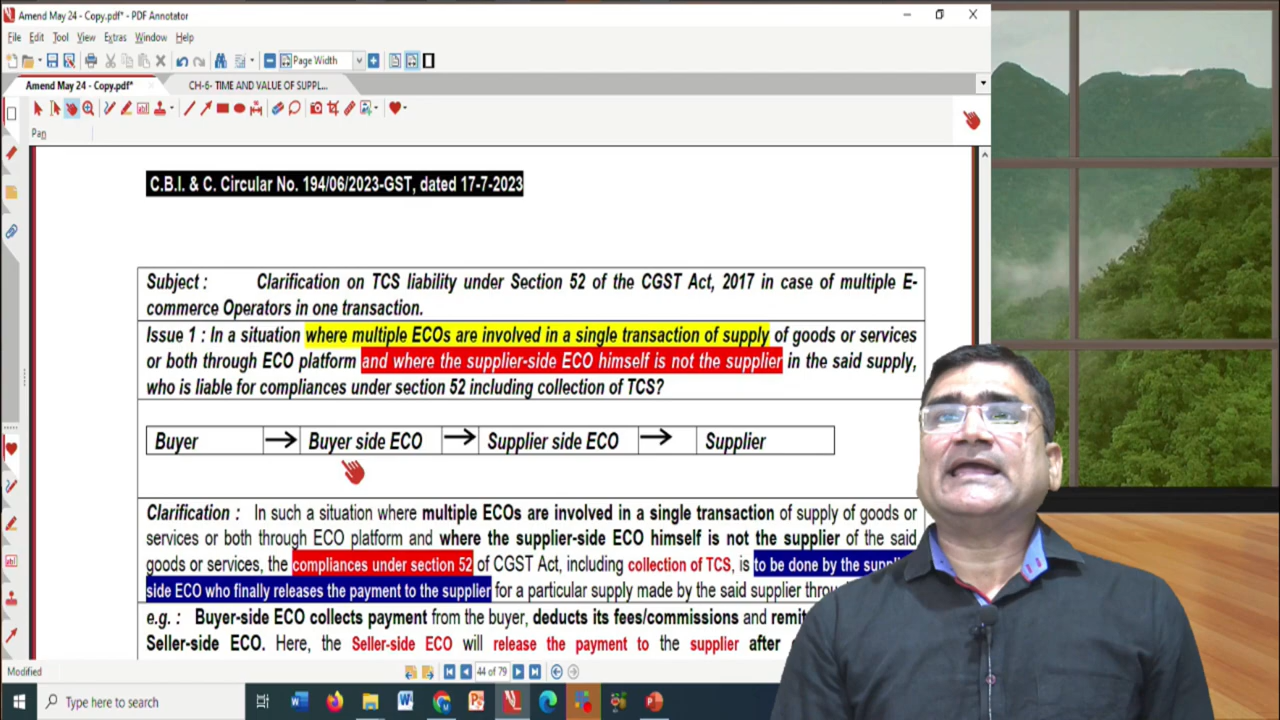 Amend May 24 - Copy.pdf* - PDF Annotator
File Edit Tool View Extras Window Help
Page Width
Amend May 24 - Copy.pdf* CH-6- TIME AND VALUE OF SUPPL...
Pan
C.B.I. & C. Circular No. 194/06/2023-GST, dated 17-7-2023
Subject : Clarification on TCS liability under Section 52 of the CGST Act, 2017 in case of multiple E-
commerce Operators in one transaction.
Issue 1 : In a situation where multiple ECOs are involved in a single transaction of supply of goods or services
or both through ECO platform and where the supplier-side ECO himself is not the supplier in the said supply,
who is liable for compliances under section 52 including collection of TCS?
Buyer → Buyer side ECO → Supplier side ECO → Supplier
Clarification : In such a situation where multiple ECOs are involved in a single transaction of supply of goods or
services or both through ECO platform and where the supplier-side ECO himself is not the supplier of the said
goods or services, the compliances under section 52 of CGST Act, including collection of TCS, is to be done by the
side ECO who finally releases the payment to the supplier for a particular supply made by the said supplier
e.g. : Buyer-side ECO collects payment from the buyer, deducts its fees/commissions and
Seller-side ECO. Here, the Seller-side ECO will release the payment to the supplier after
Modified 44 of 79
Type here to search